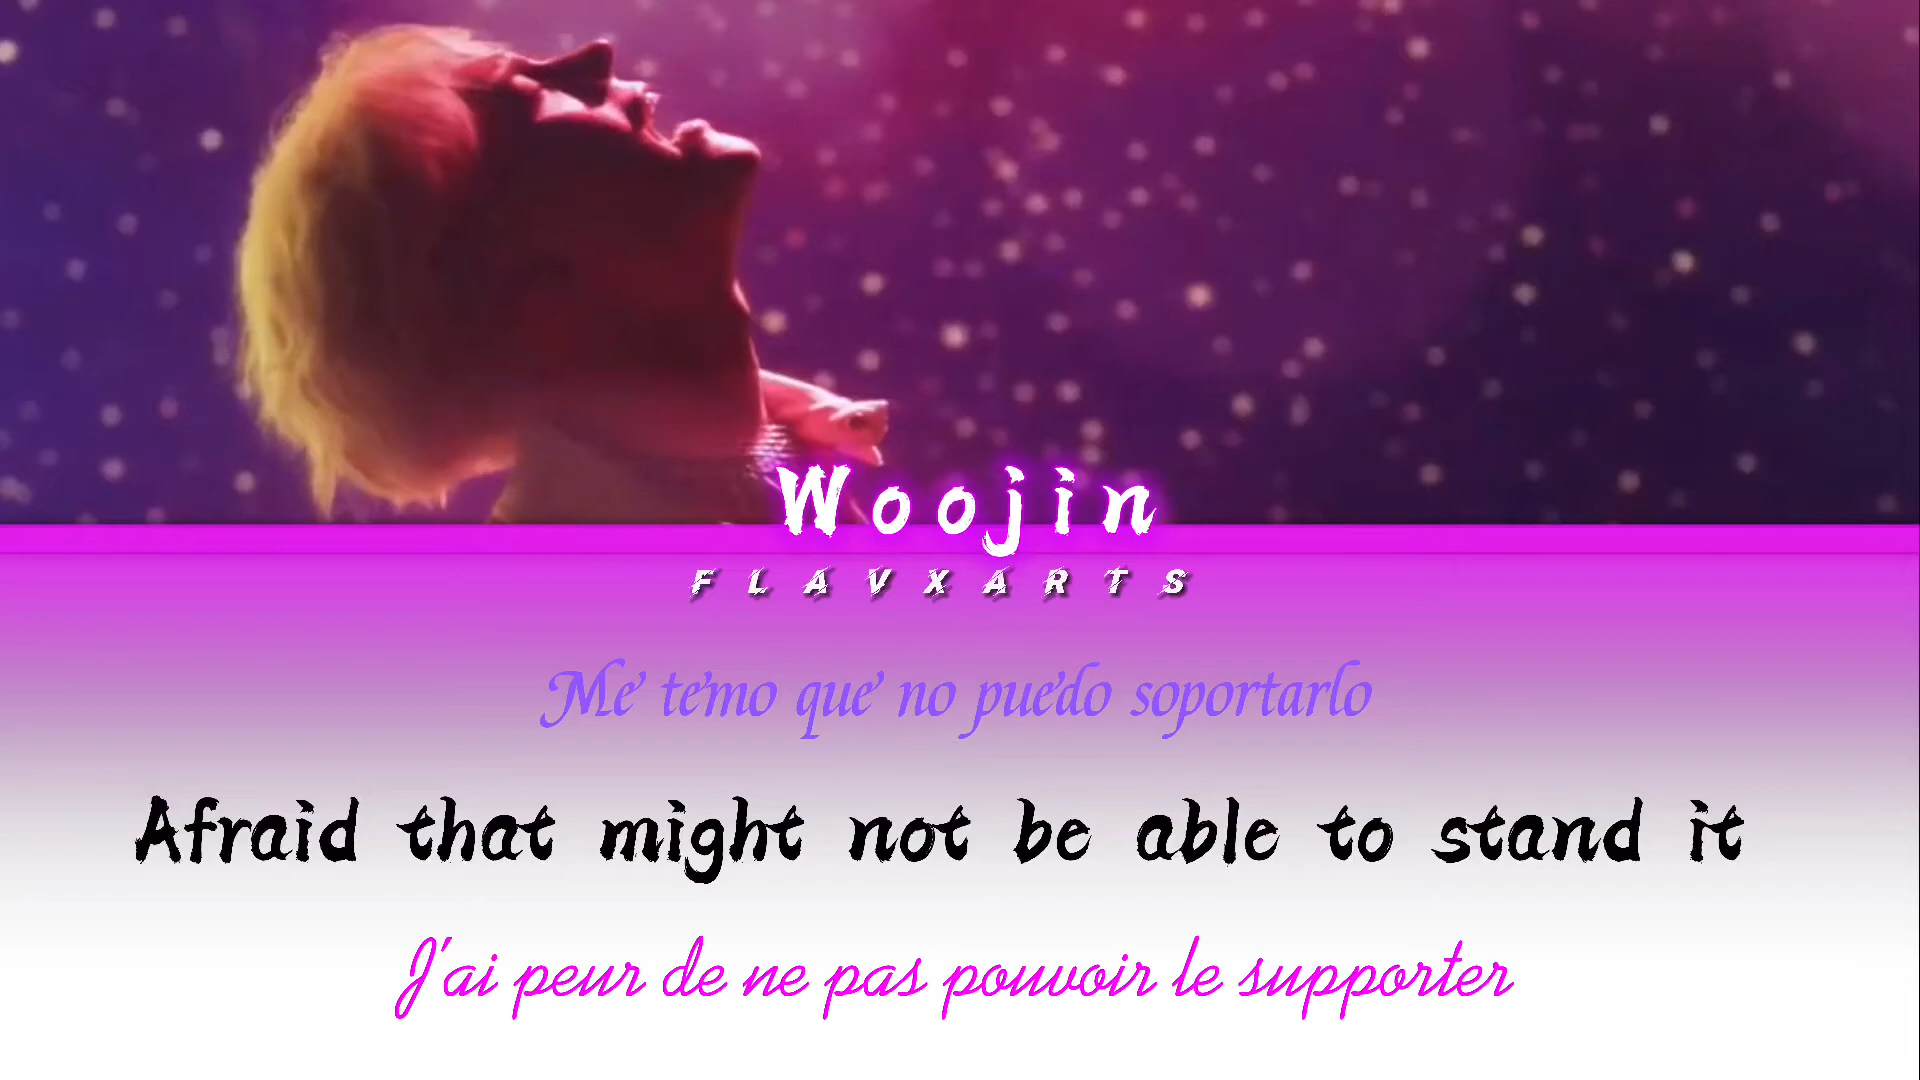 Woojin
FLAVXARTS
Me temo que no puedo soportarlo
Afraid that might not be able to stand it
J'ai peur de ne pas pouvoir le supporter